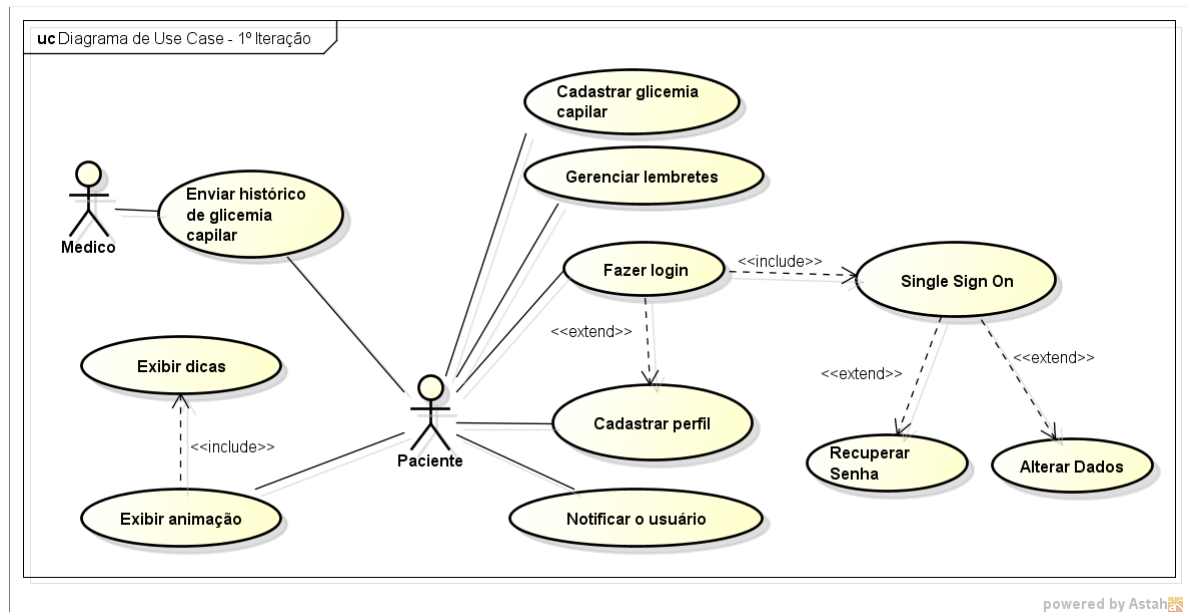 uc Diagrama de Use Case - 1º Iteração
Cadastrar glicemia
capilar
Gerenciar lembretes
Enviar histórico
de glicemia
capilar
Medico
Fazer login
<<include>>
Single Sign On
<<extend>>
<<extend>>
<<extend>>
Exibir dicas
Cadastrar perfil
<<include>>
Paciente
Recuperar
Senha
Alterar Dados
Exibir animação
Notificar o usuário
powered by Astah